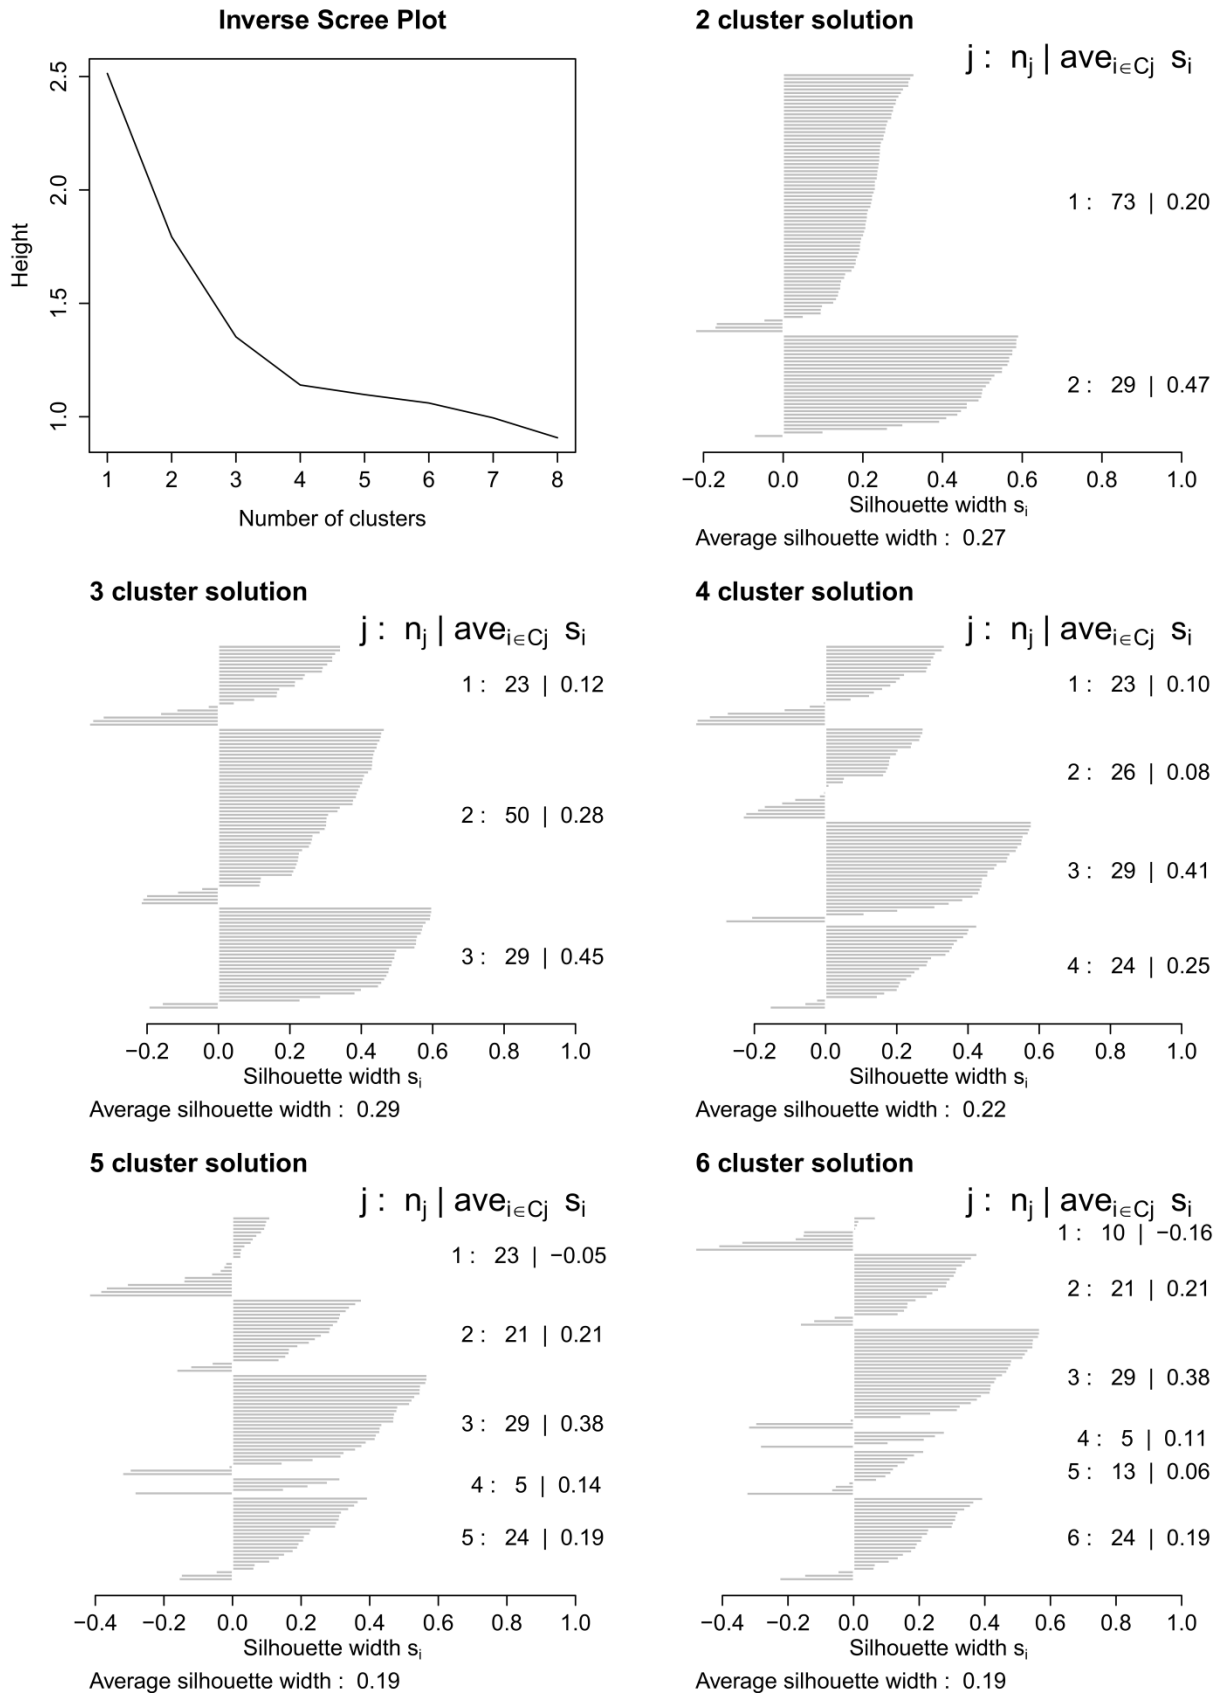 Inverse Scree Plot
2.5
2.0
1.5
1.0
Height
1 2 3 4 5 6 7 8
Number of clusters
2 cluster solution
j : nj | avei∈Cj si
1 : 73 | 0.20
2 : 29 | 0.47
−0.2 0.0 0.2 0.4 0.6 0.8 1.0
Silhouette width si
Average silhouette width : 0.27
3 cluster solution
j : nj | avei∈Cj si
1 : 23 | 0.12
2 : 50 | 0.28
3 : 29 | 0.45
−0.2 0.0 0.2 0.4 0.6 0.8 1.0
Silhouette width si
Average silhouette width : 0.29
4 cluster solution
j : nj | avei∈Cj si
1 : 23 | 0.10
2 : 26 | 0.08
3 : 29 | 0.41
4 : 24 | 0.25
−0.2 0.0 0.2 0.4 0.6 0.8 1.0
Silhouette width si
Average silhouette width : 0.22
5 cluster solution
j : nj | avei∈Cj si
1 : 23 | −0.05
2 : 21 | 0.21
3 : 29 | 0.38
4 : 5 | 0.14
5 : 24 | 0.19
−0.4 −0.2 0.0 0.2 0.4 0.6 0.8 1.0
Silhouette width si
Average silhouette width : 0.19
6 cluster solution
j : nj | avei∈Cj si
1 : 10 | −0.16
2 : 21 | 0.21
3 : 29 | 0.38
4 : 5 | 0.11
5 : 13 | 0.06
6 : 24 | 0.19
−0.4 −0.2 0.0 0.2 0.4 0.6 0.8 1.0
Silhouette width si
Average silhouette width : 0.19